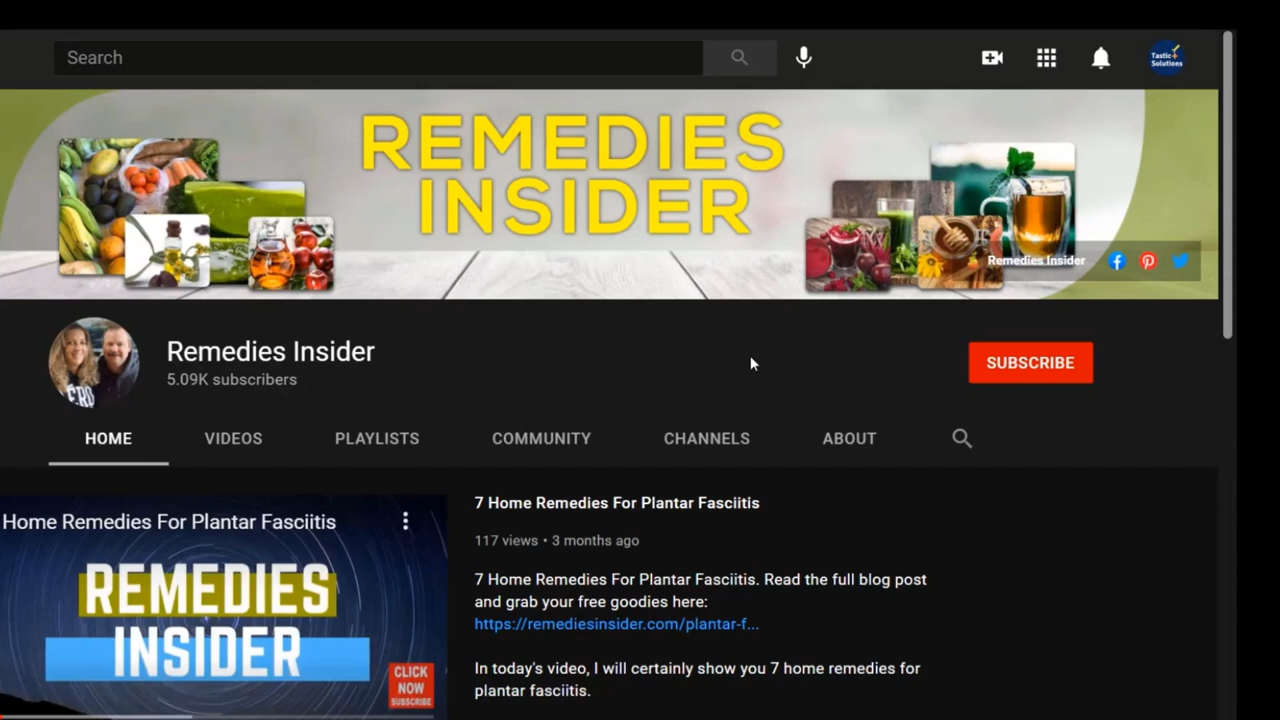 Search
Tastic
Solutions
REMEDIES
INSIDER
Remedies Insider
Remedies Insider
5.09K subscribers
SUBSCRIBE
HOME
VIDEOS
PLAYLISTS
COMMUNITY
CHANNELS
ABOUT
Home Remedies For Plantar Fasciitis
REMEDIES
INSIDER
CLICK
NOW
SUBSCRIBE
7 Home Remedies For Plantar Fasciitis
117 views • 3 months ago
7 Home Remedies For Plantar Fasciitis. Read the full blog post
and grab your free goodies here:
https://remediesinsider.com/plantar-f...
In today's video, I will certainly show you 7 home remedies for
plantar fasciitis.